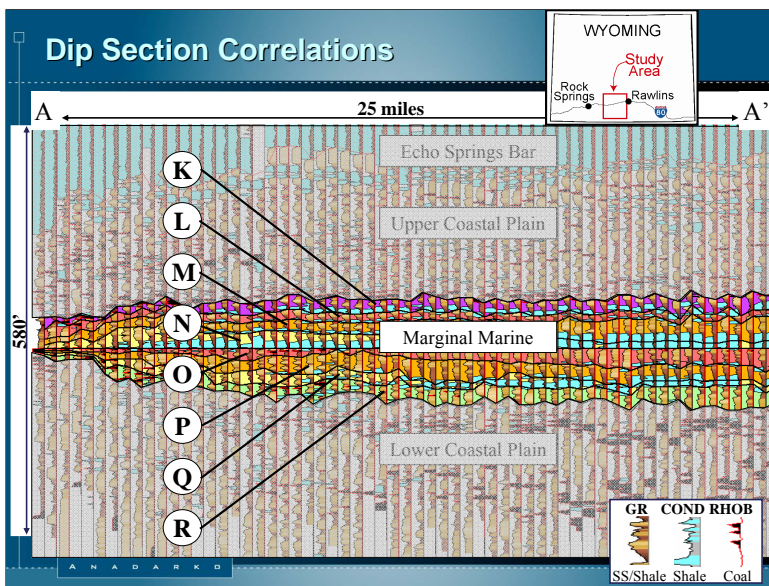 Dip Section Correlations
WYOMING
Study
Area
Rock
Springs
Rawlins
80
A
25 miles
A’
Echo Springs Bar
K
Upper Coastal Plain
L
M
580’
N
Marginal Marine
O
P
Lower Coastal Plain
Q
R
GR COND RHOB
SS/Shale Shale Coal
ANADARKO